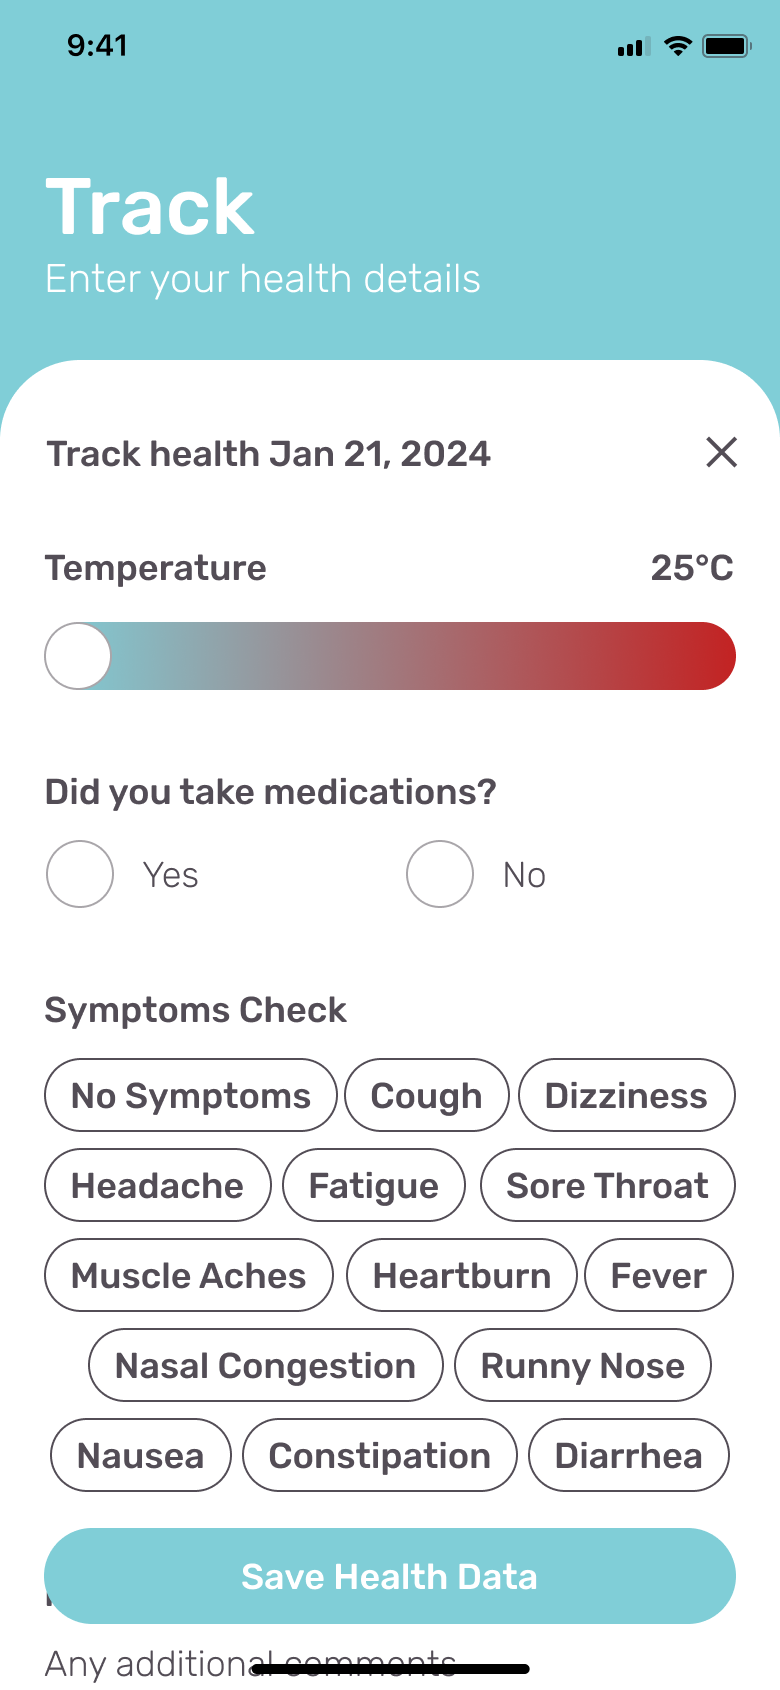 9:41
Track
Enter your health details
Track health Jan 21, 2024
Temperature 25°C
Did you take medications?
Yes No
Symptoms Check
No Symptoms Cough Dizziness
Headache Fatigue Sore Throat
Muscle Aches Heartburn Fever
Nasal Congestion Runny Nose
Nausea Constipation Diarrhea
Save Health Data
Any additional comments